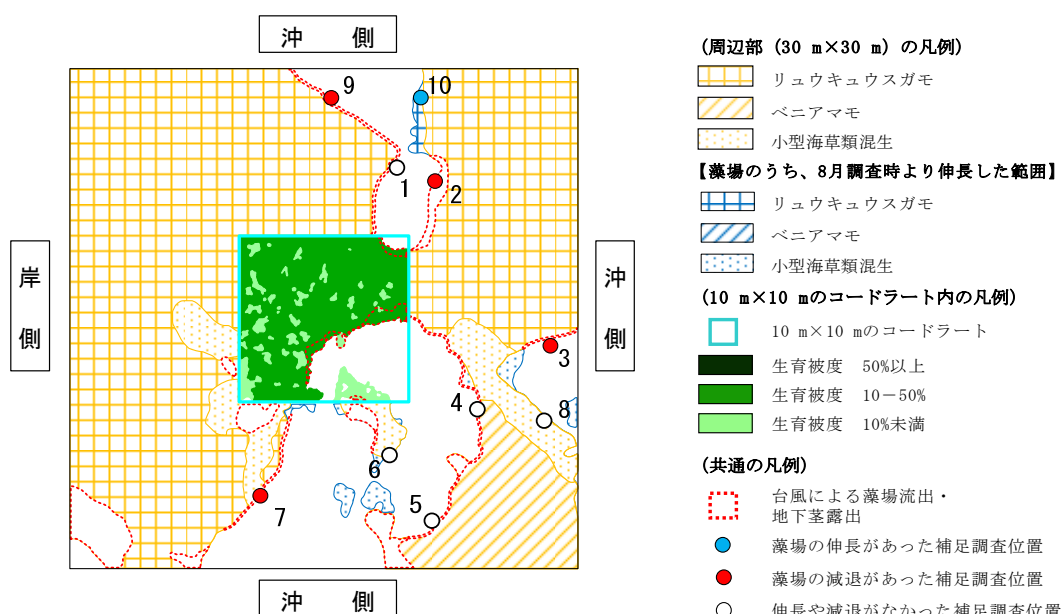 沖 側
岸
側
沖
側
沖 側
9
10
1
2
3
4
8
6
5
7
(周辺部 (30 m×30 m) の凡例)
リュウキュウスガモ
ベニアマモ
小型海草類混生
【藻場のうち、8月調査時より伸長した範囲】
リュウキュウスガモ
ベニアマモ
小型海草類混生
(10 m×10 mのコードラート内の凡例)
10 m×10 mのコードラート
生育被度 50%以上
生育被度 10－50%
生育被度 10%未満
(共通の凡例)
台風による藻場流出・
地下茎露出
藻場の伸長があった補足調査位置
藻場の減退があった補足調査位置
伸長や減退がなかった補足調査位置